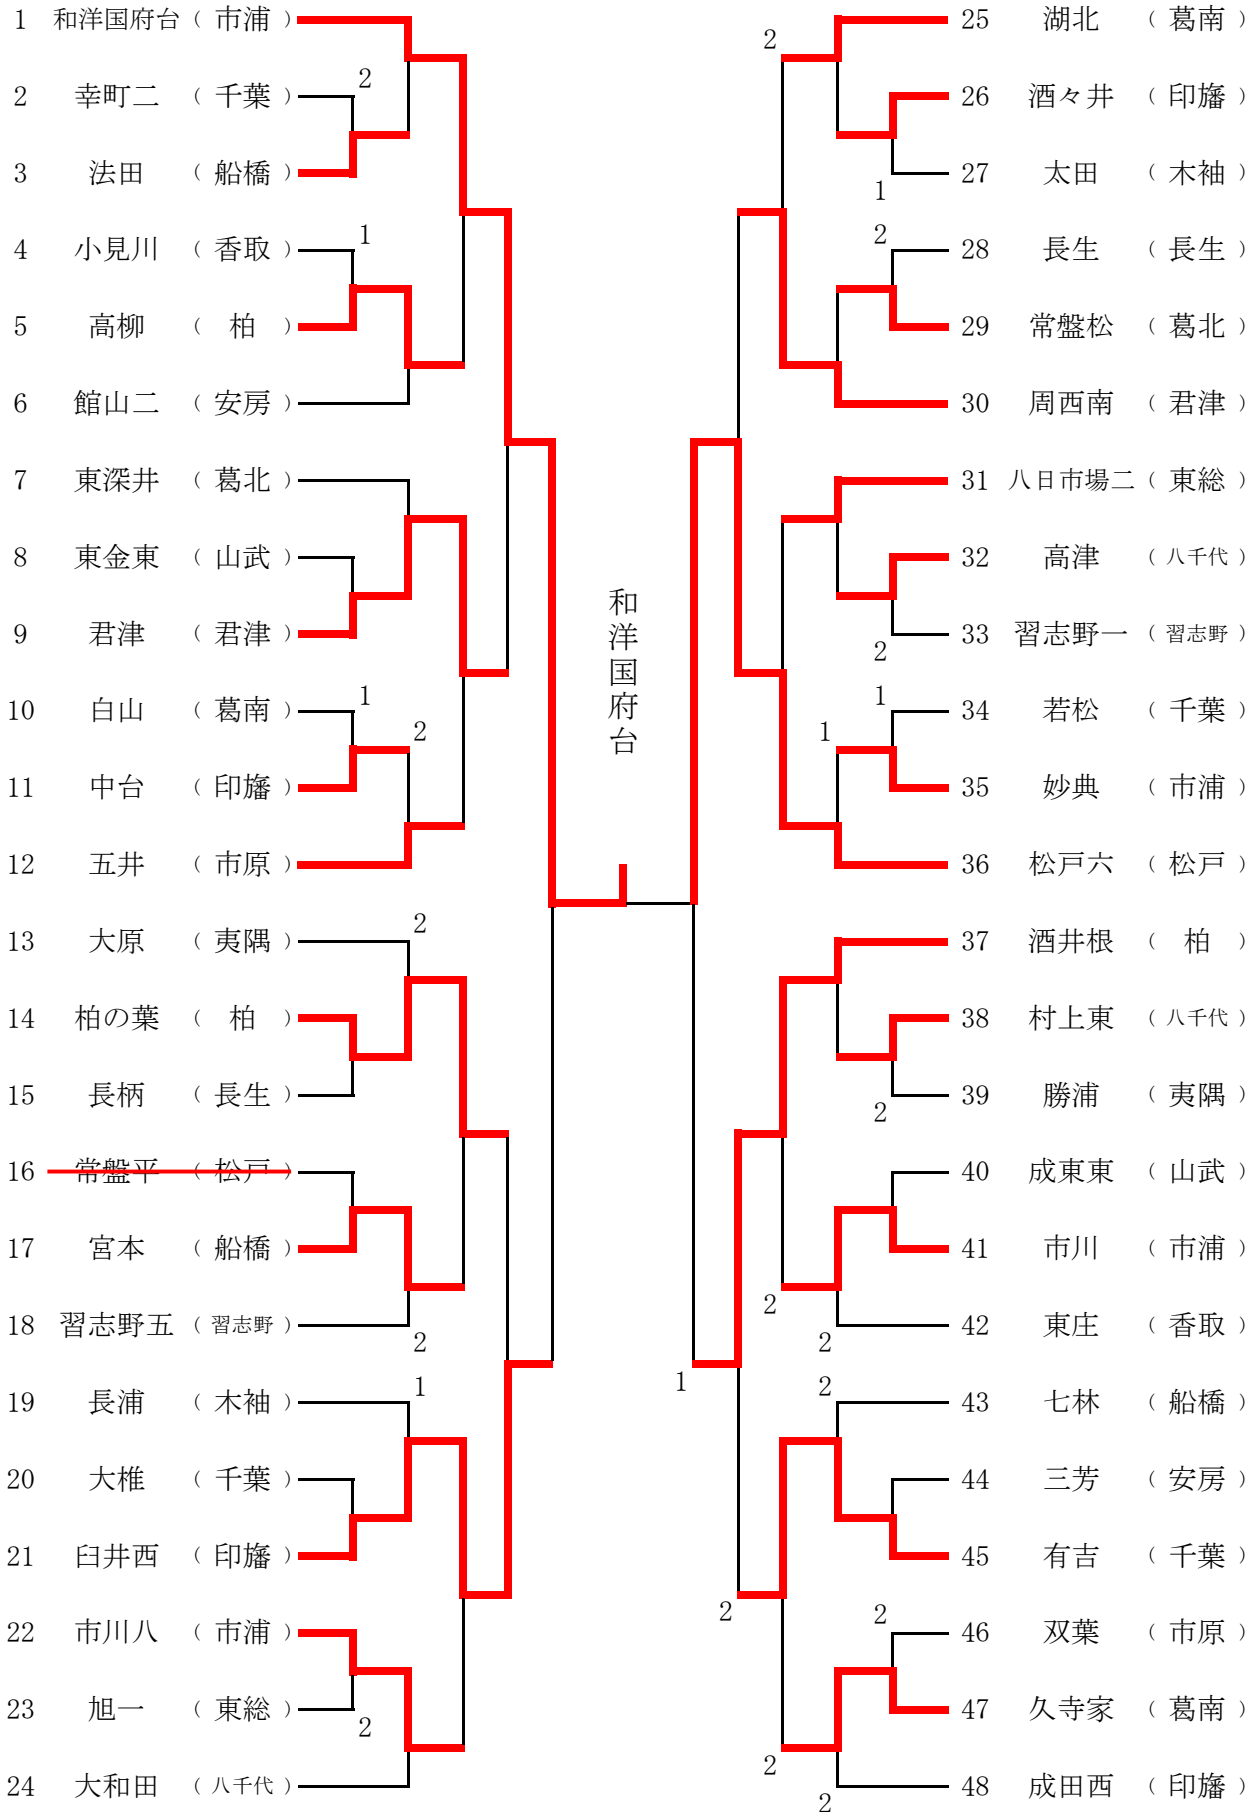 1 和洋国府台 ( 市浦 )
2 幸町二 ( 千葉 ) 2
3 法田 ( 船橋 )
4 小見川 ( 香取 ) 1
5 高柳 ( 柏 )
6 館山二 ( 安房 )
7 東深井 ( 葛北 )
8 東金東 ( 山武 )
9 君津 ( 君津 )
10 白山 ( 葛南 ) 1
2
11 中台 ( 印旛 )
12 五井 ( 市原 )
13 大原 ( 夷隅 ) 2
14 柏の葉 ( 柏 )
15 長柄 ( 長生 )
16 常盤平 ( 松戸 )
17 宮本 ( 船橋 )
18 習志野五 ( 習志野 ) 2
19 長浦 ( 木袖 ) 1
20 大椎 ( 千葉 )
21 臼井西 ( 印旛 )
22 市川八 ( 市浦 )
23 旭一 ( 東総 ) 2
24 大和田 ( 八千代 )
和洋国府台
2 25 湖北 ( 葛南 )
26 酒々井 ( 印旛 )
1 27 太田 ( 木袖 )
2 28 長生 ( 長生 )
29 常盤松 ( 葛北 )
30 周西南 ( 君津 )
31 八日市場二 ( 東総 )
32 高津 ( 八千代 )
2 33 習志野一 ( 習志野 )
1 34 若松 ( 千葉 )
1
35 妙典 ( 市浦 )
36 松戸六 ( 松戸 )
37 酒井根 ( 柏 )
38 村上東 ( 八千代 )
2 39 勝浦 ( 夷隅 )
40 成東東 ( 山武 )
41 市川 ( 市浦 )
2
2 42 東庄 ( 香取 )
1
2 43 七林 ( 船橋 )
44 三芳 ( 安房 )
45 有吉 ( 千葉 )
2
2 46 双葉 ( 市原 )
47 久寺家 ( 葛南 )
2
2 48 成田西 ( 印旛 )